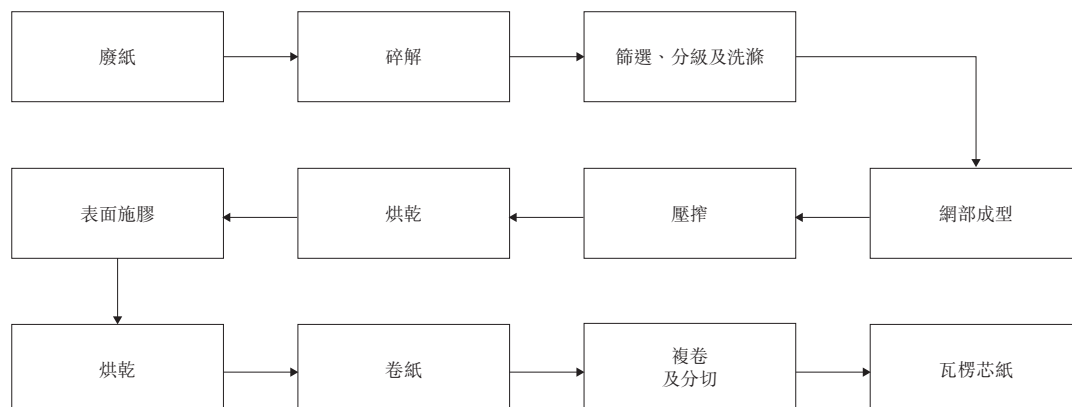 廢紙
碎解
篩選、分級及洗滌
網部成型
壓搾
烘乾
表面施膠
烘乾
卷紙
複卷
及分切
瓦楞芯紙